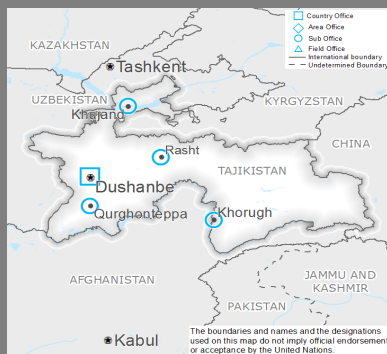 Country Office
Area Office
Sub Office
Field Office
International boundary
Undetermined Boundary
KAZAKHSTAN
Tashkent
UZBEKISTAN
KYRGYZSTAN
Khujand
CHINA
Rasht
TAJIKISTAN
Dushanbe
Qurghonteppa
Khorugh
AFGHANISTAN
JAMMU AND
KASHMIR
PAKISTAN
Kabul
The boundaries and names and the designations
used on this map do not imply official endorsement
or acceptance by the United Nations.